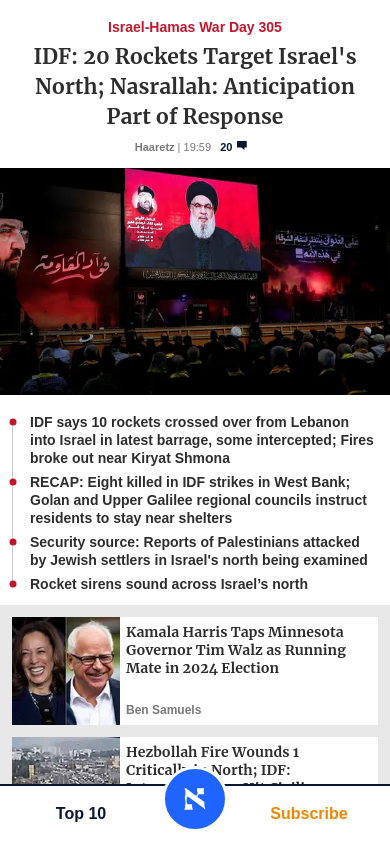 Israel-Hamas War Day 305
IDF: 20 Rockets Target Israel's
North; Nasrallah: Anticipation
Part of Response
Haaretz | 19:59 20
فؤاد المقاومة
IDF says 10 rockets crossed over from Lebanon
into Israel in latest barrage, some intercepted; Fires
broke out near Kiryat Shmona
RECAP: Eight killed in IDF strikes in West Bank;
Golan and Upper Galilee regional councils instruct
residents to stay near shelters
Security source: Reports of Palestinians attacked
by Jewish settlers in Israel's north being examined
Rocket sirens sound across Israel’s north
Kamala Harris Taps Minnesota
Governor Tim Walz as Running
Mate in 2024 Election
Ben Samuels
Hezbollah Fire Wounds 1
North; IDF:
Top 10
Subscribe